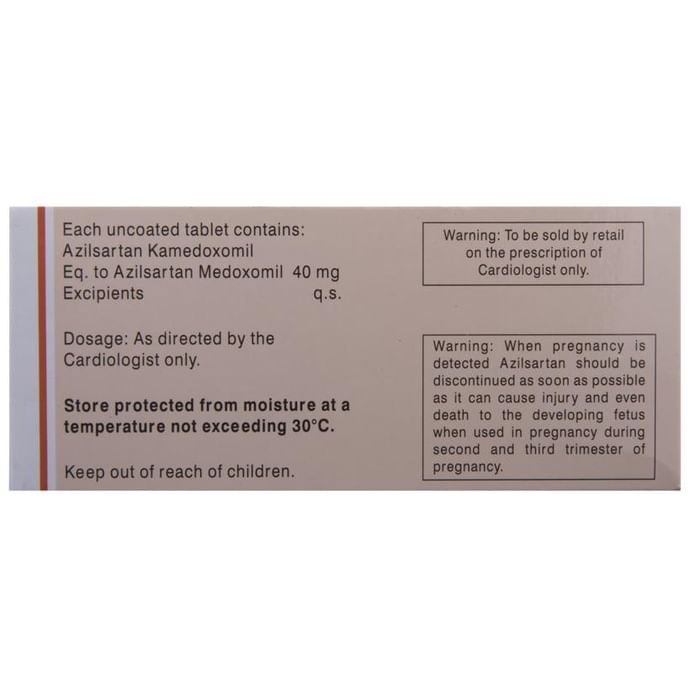 Each uncoated tablet contains:
Azilsartan Kamedoxomil
Eq. to Azilsartan Medoxomil 40 mg
Excipients q.s.
Dosage: As directed by the
Cardiologist only.
Store protected from moisture at a
temperature not exceeding 30°C.
Keep out of reach of children.
Warning: To be sold by retail
on the prescription of
Cardiologist only.
Warning: When pregnancy is
detected Azilsartan should be
discontinued as soon as possible
as it can cause injury and even
death to the developing fetus
when used in pregnancy during
second and third trimester of
pregnancy.